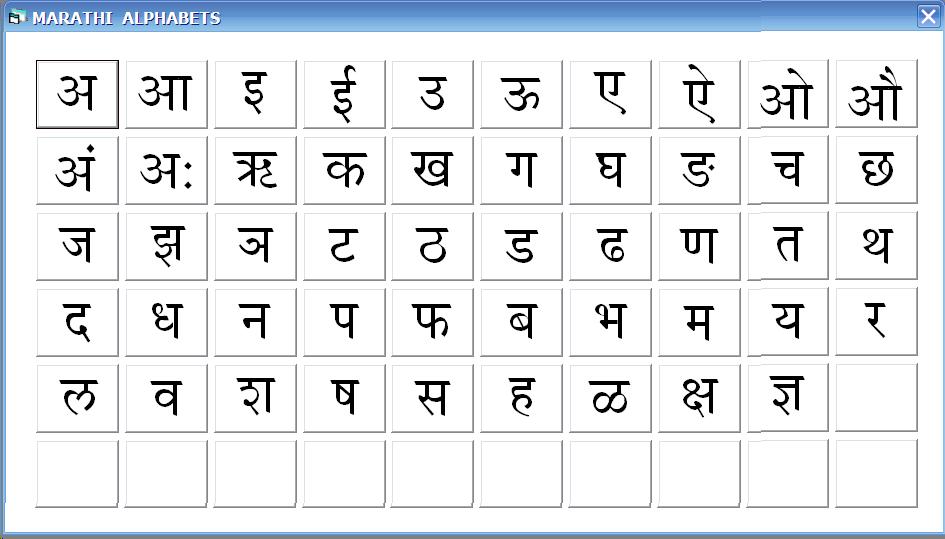 MARATHI ALPHABETS
अ आ इ ई उ ऊ ए ऐ ओ औ
अं अः ऋ क ख ग घ ङ च छ
ज झ ञ ट ठ ड ढ ण त थ
द ध न प फ ब भ म य र
ल व श ष स ह ळ क्ष ज्ञ